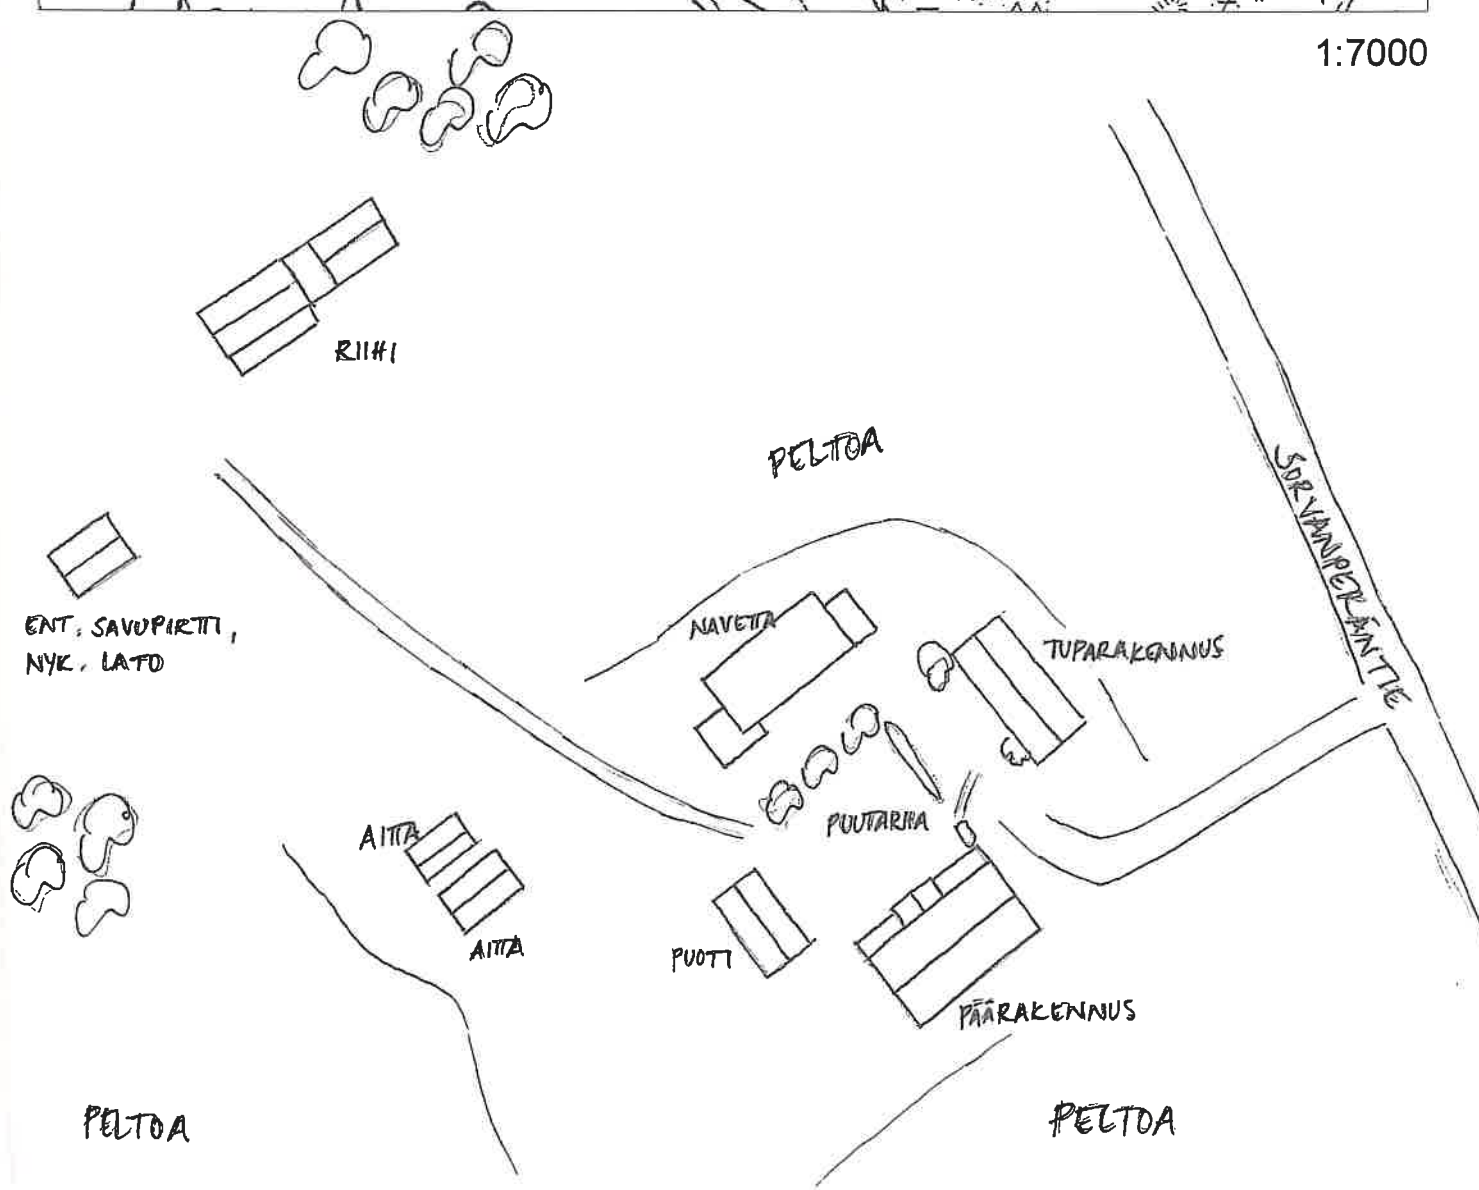 1:7000
RIIHI
PELTOA
SORVANPERÄNTIE
ENT. SAVUPIRTTI,
NYK. LATO
NAVETTA
TUPARAKENNUS
AITTA
PUUTARHA
AITTA
PUOTI
PÄÄRAKENNUS
PELTOA
PELTOA